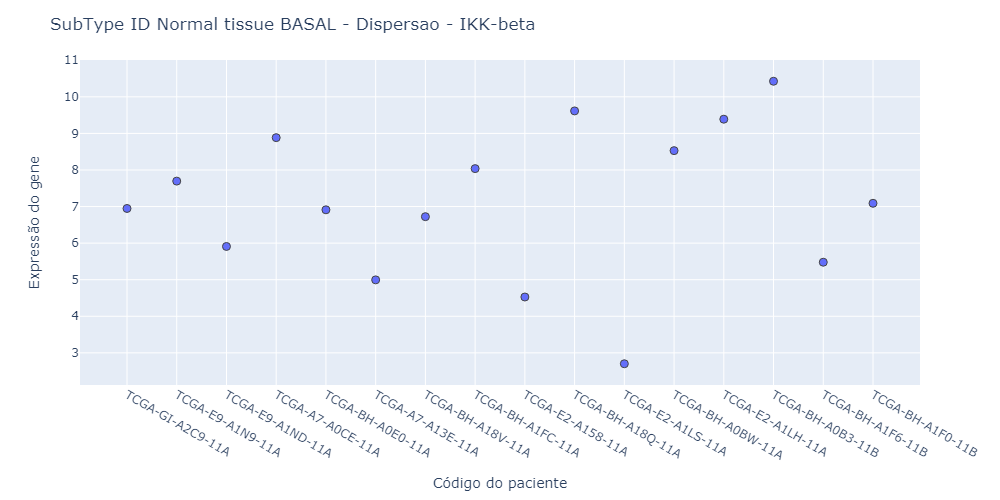 SubType ID Normal tissue BASAL - Dispersao - IKK-beta
Expressão do gene
11
10
9
8
7
6
5
4
3
TCGA-GI-A2C9-11A
TCGA-E9-A1N9-11A
TCGA-E9-A1ND-11A
TCGA-A7-A0CE-11A
TCGA-BH-A0E0-11A
TCGA-A7-A13E-11A
TCGA-BH-A18V-11A
TCGA-BH-A1FC-11A
TCGA-E2-A158-11A
TCGA-BH-A18Q-11A
TCGA-E2-A1LS-11A
TCGA-BH-A0BW-11A
TCGA-E2-A1LH-11A
TCGA-BH-A0B3-11B
TCGA-BH-A1F6-11B
TCGA-BH-A1F0-11B
Código do paciente